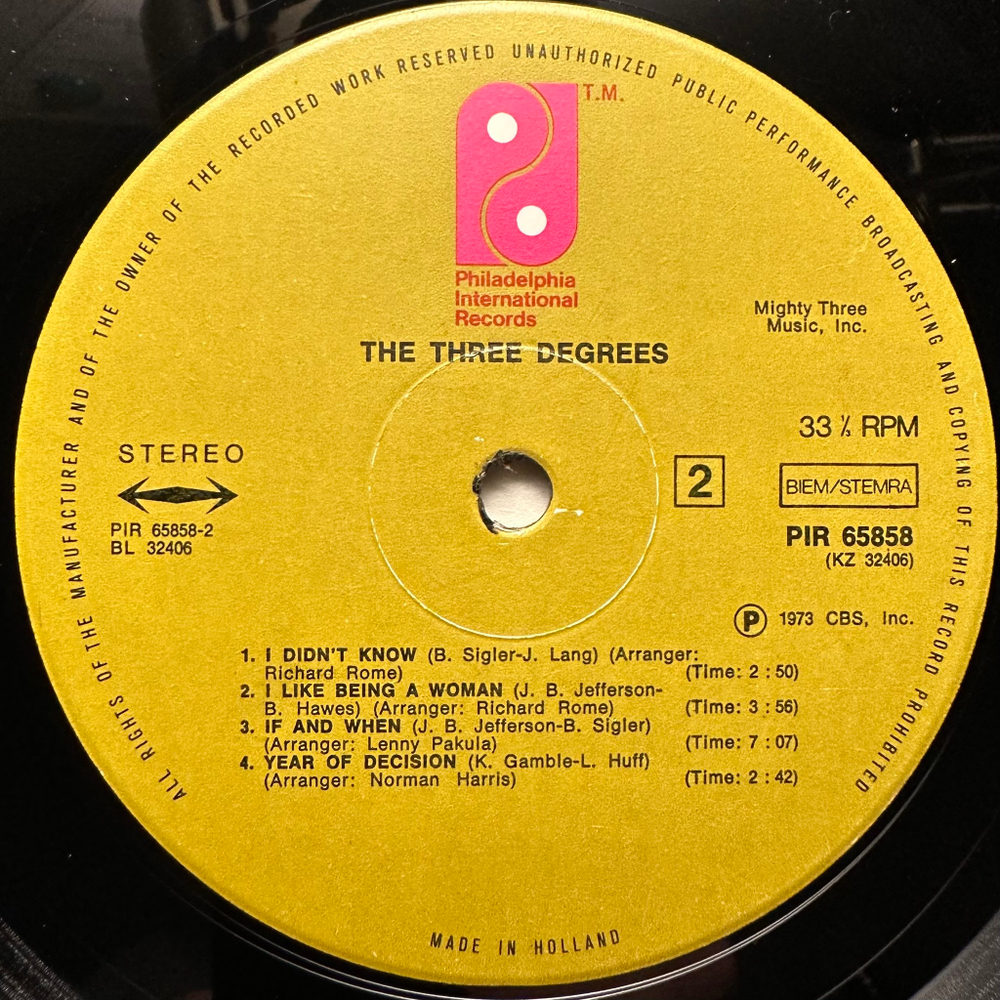 ALL RIGHTS OF THE MANUFACTURER AND OF THE OWNER OF THE RECORDED WORK RESERVED UNAUTHORIZED PUBLIC PERFORMANCE BROADCASTING AND COPYING OF THIS RECORD PROHIBITED
T.M.
Philadelphia
International
Records
Mighty Three
Music, Inc.
THE THREE DEGREES
33 ⅓ RPM
STEREO
2
BIEM/STEMRA
PIR 65858-2
BL 32406
PIR 65858
(KZ 32406)
Ⓟ 1973 CBS, Inc.
1. I DIDN'T KNOW (B. Sigler-J. Lang) (Arranger:
Richard Rome) (Time: 2 : 50)
2. I LIKE BEING A WOMAN (J. B. Jefferson-
B. Hawes) (Arranger: Richard Rome) (Time: 3 : 56)
3. IF AND WHEN (J. B. Jefferson-B. Sigler)
(Arranger: Lenny Pakula) (Time: 7 : 07)
4. YEAR OF DECISION (K. Gamble-L. Huff)
(Arranger: Norman Harris) (Time: 2 : 42)
MADE IN HOLLAND